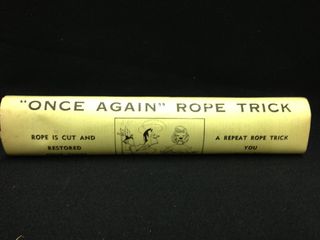 "ONCE AGAIN" ROPE TRICK
ROPE IS CUT AND
RESTORED
A REPEAT ROPE TRICK
YOU